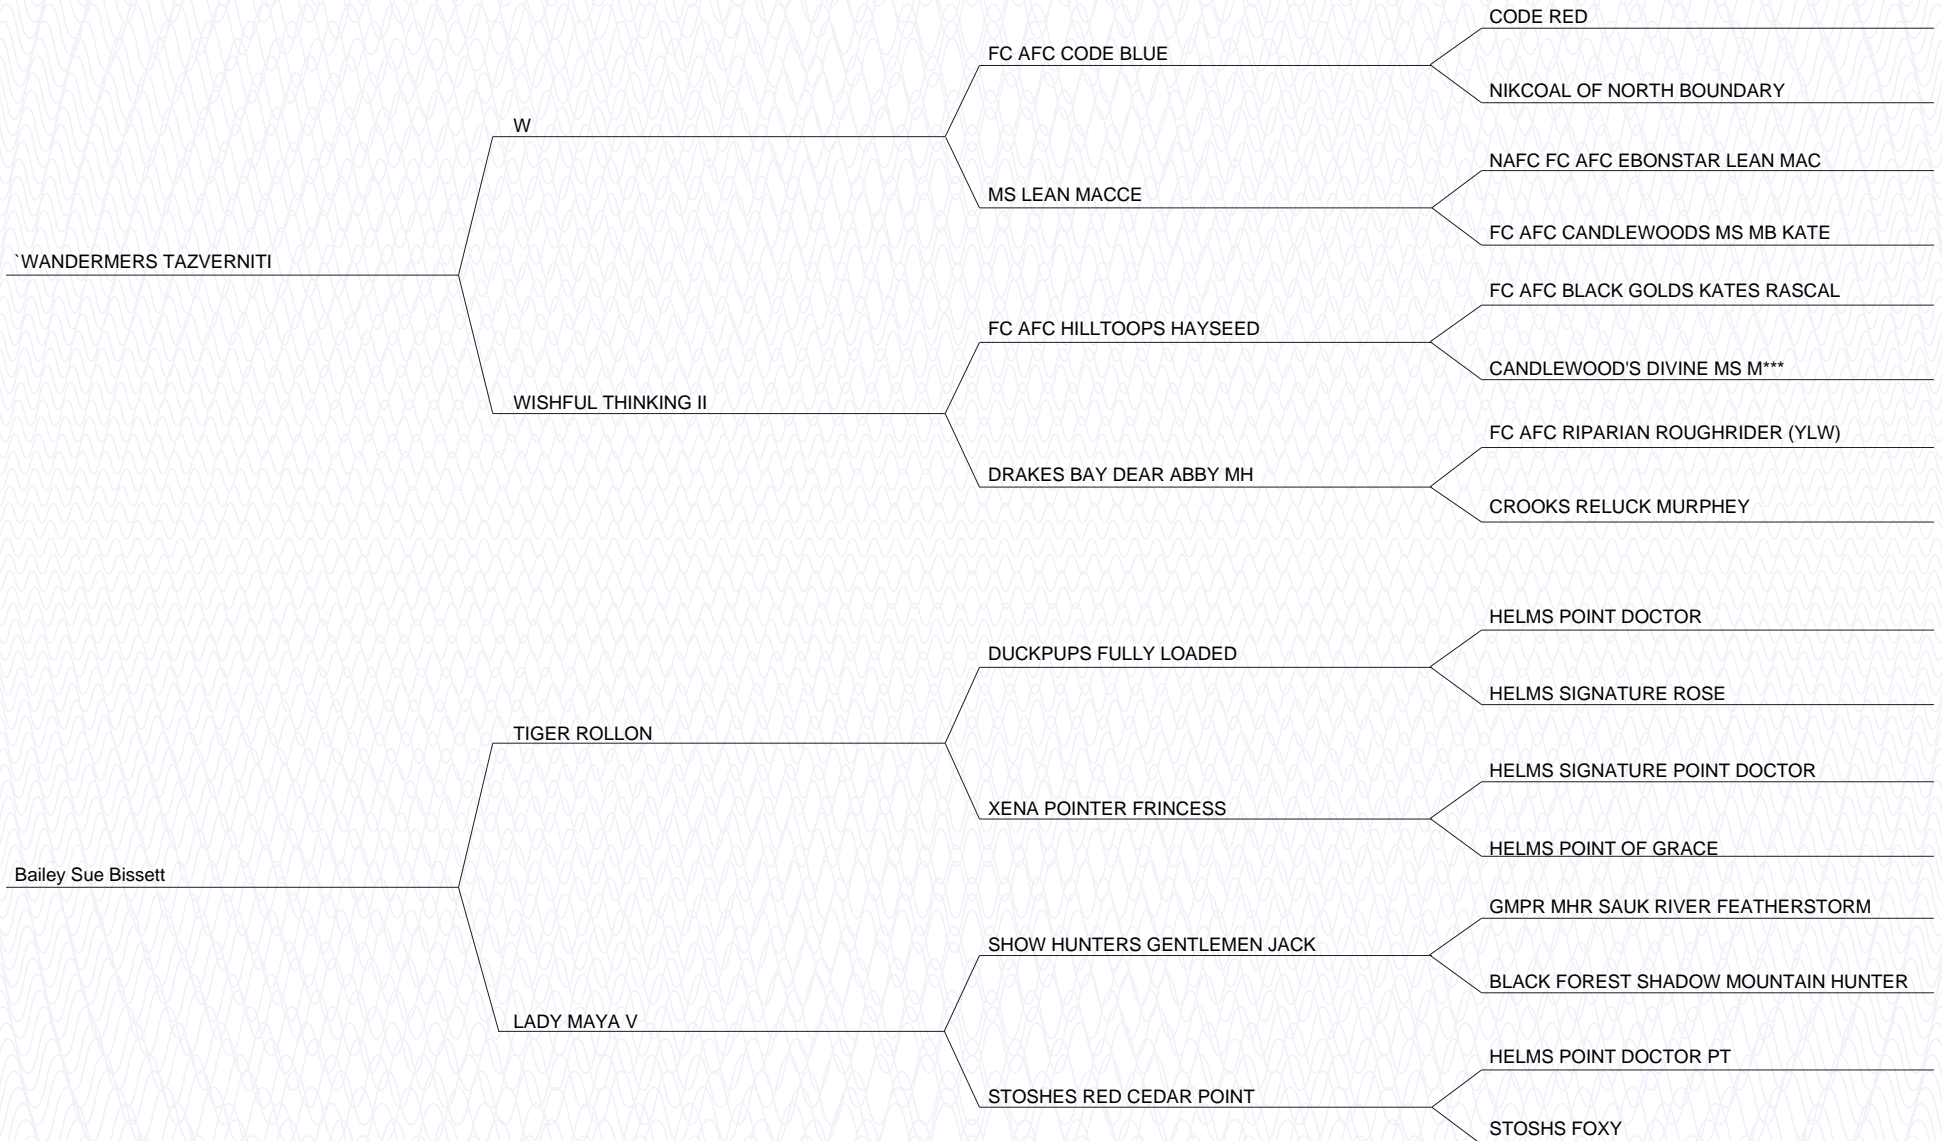 CODE RED
FC AFC CODE BLUE
NIKCOAL OF NORTH BOUNDARY
W
NAFC FC AFC EBONSTAR LEAN MAC
MS LEAN MACCE
FC AFC CANDLEWOODS MS MB KATE
`WANDERMERS TAZVERNITI
FC AFC BLACK GOLDS KATES RASCAL
FC AFC HILLTOOPS HAYSEED
CANDLEWOOD'S DIVINE MS M***
WISHFUL THINKING II
FC AFC RIPARIAN ROUGHRIDER (YLW)
DRAKES BAY DEAR ABBY MH
CROOKS RELUCK MURPHEY
HELMS POINT DOCTOR
DUCKPUPS FULLY LOADED
HELMS SIGNATURE ROSE
TIGER ROLLON
HELMS SIGNATURE POINT DOCTOR
XENA POINTER FRINCESS
HELMS POINT OF GRACE
Bailey Sue Bissett
GMPR MHR SAUK RIVER FEATHERSTORM
SHOW HUNTERS GENTLEMEN JACK
BLACK FOREST SHADOW MOUNTAIN HUNTER
LADY MAYA V
HELMS POINT DOCTOR PT
STOSHES RED CEDAR POINT
STOSHS FOXY